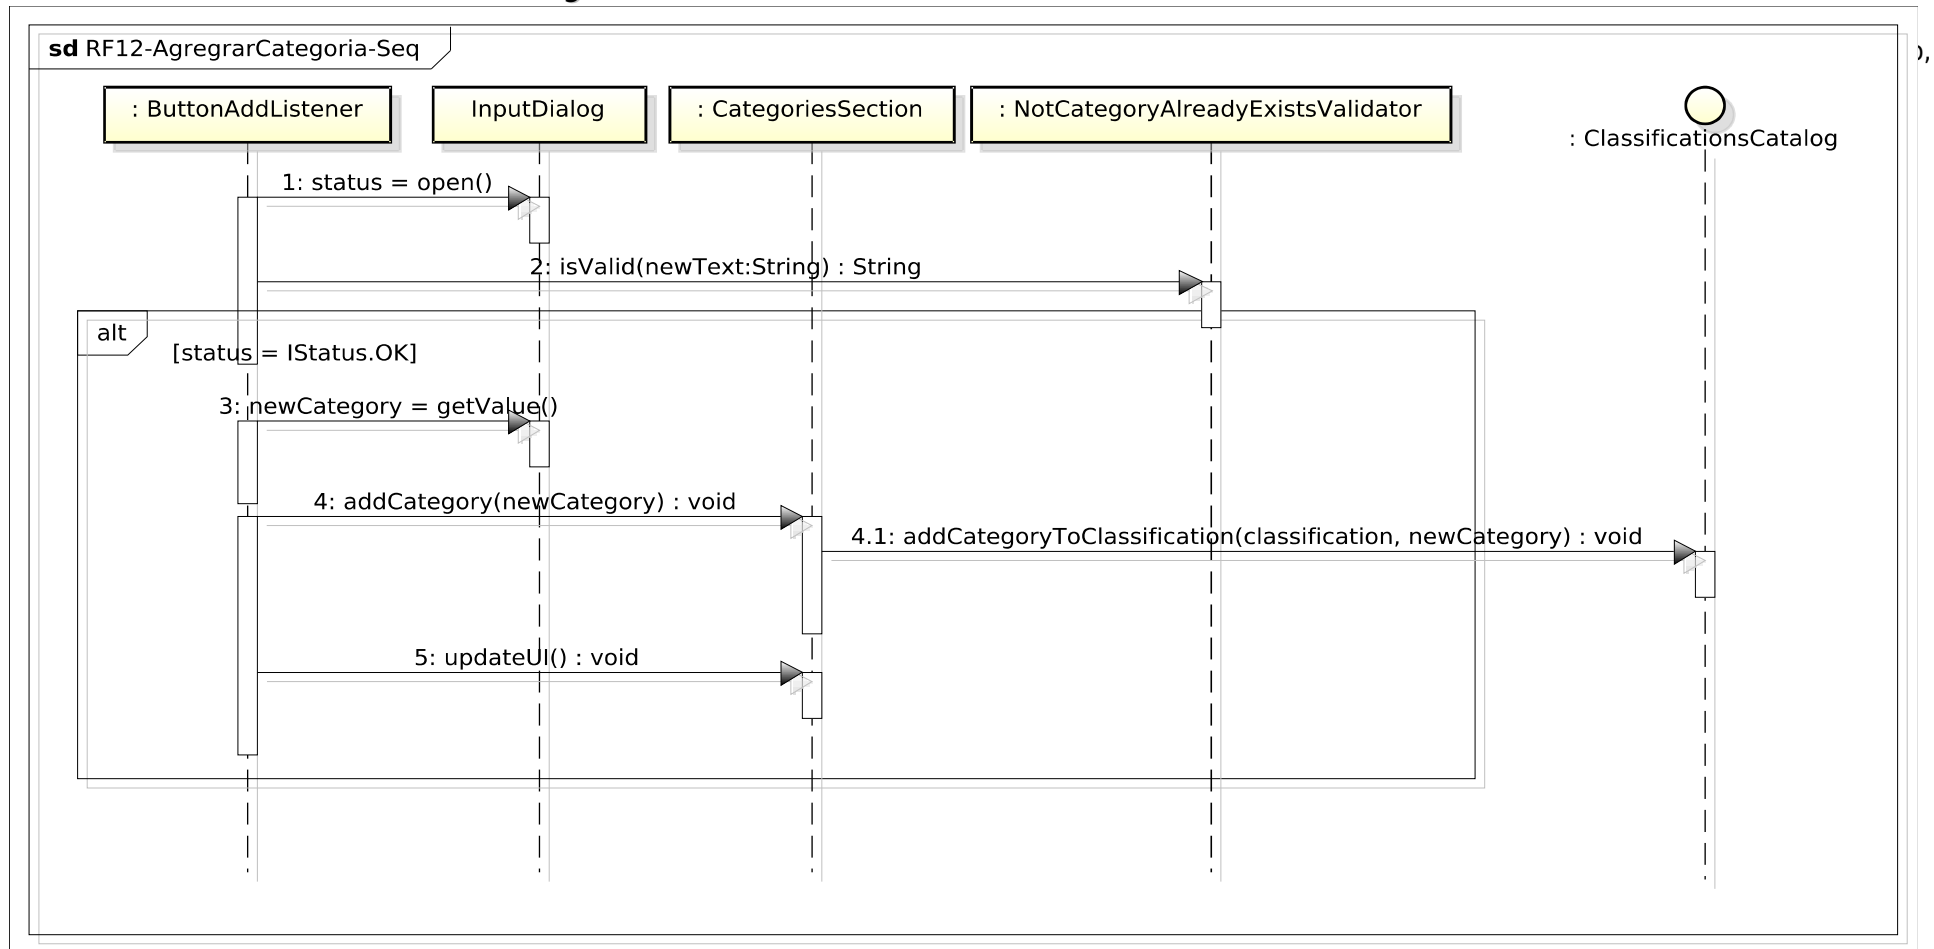 sd RF12-AgregrarCategoria-Seq
: ButtonAddListener
InputDialog
: CategoriesSection
: NotCategoryAlreadyExistsValidator
: ClassificationsCatalog
1: status = open()
2: isValid(newText:String) : String
alt
[status = IStatus.OK]
3: newCategory = getValue()
4: addCategory(newCategory) : void
4.1: addCategoryToClassification(classification, newCategory) : void
5: updateUI() : void